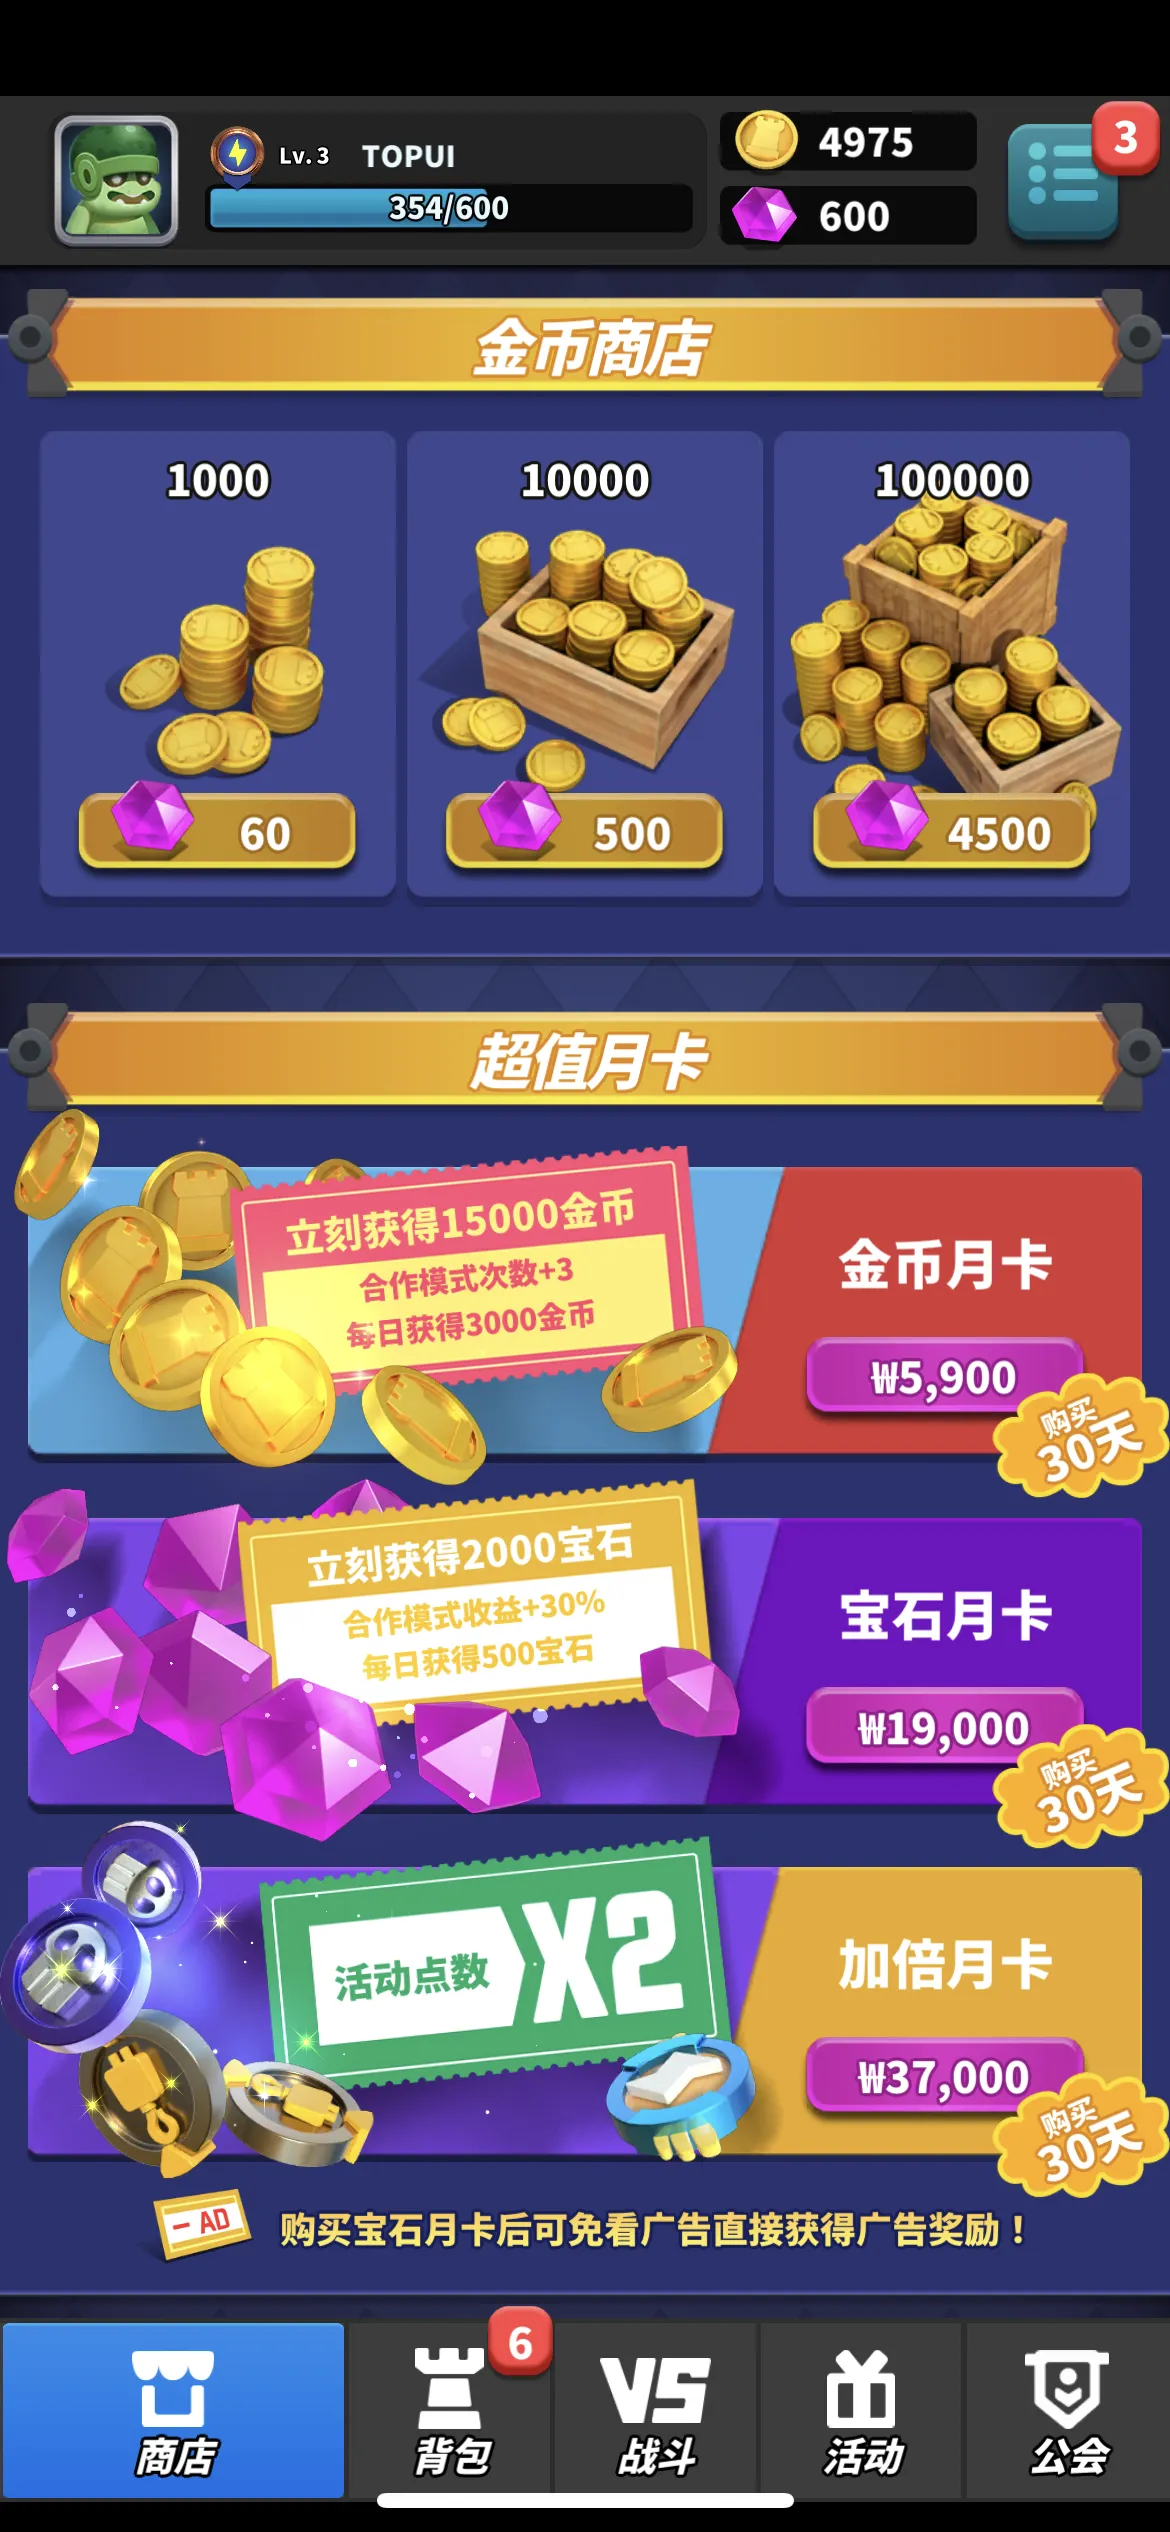 Lv. 3 TOPUI
354/600
4975
600
3
金币商店
1000
10000
100000
60
500
4500
超值月卡
立刻获得15000金币
合作模式次数+3
每日获得3000金币
金币月卡
₩5,900
购买
30天
立刻获得2000宝石
合作模式收益+30%
每日获得500宝石
宝石月卡
₩19,000
购买
30天
活动点数
X2
加倍月卡
₩37,000
购买
30天
AD
购买宝石月卡后可免看广告直接获得广告奖励！
商店
6
背包
VS
战斗
活动
公会